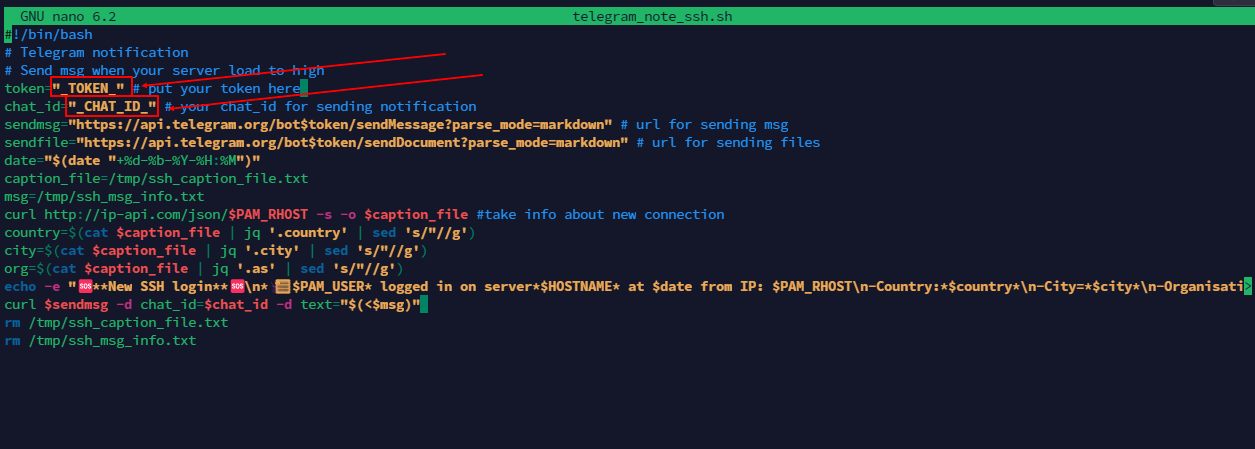 GNU nano 6.2 telegram_note_ssh.sh
#!/bin/bash
# Telegram notification
# Send msg when your server load to high
token="_TOKEN_" # put your token here
chat_id="_CHAT_ID_" # your chat_id for sending notification
sendmsg="https://api.telegram.org/bot$token/sendMessage?parse_mode=markdown" # url for sending msg
sendfile="https://api.telegram.org/bot$token/sendDocument?parse_mode=markdown" # url for sending files
date="$(date "+%d-%b-%Y-%H:%M")"
caption_file=/tmp/ssh_caption_file.txt
msg=/tmp/ssh_msg_info.txt
curl http://ip-api.com/json/$PAM_RHOST -s -o $caption_file #take info about new connection
country=$(cat $caption_file | jq '.country' | sed 's/"//g')
city=$(cat $caption_file | jq '.city' | sed 's/"//g')
org=$(cat $caption_file | jq '.as' | sed 's/"//g')
echo -e "🆘**New SSH login**🆘\n*📜$PAM_USER* logged in on server*$HOSTNAME* at $date from IP: $PAM_RHOST\n-Country:*$country*\n-City=*$city*\n-Organisati>
curl $sendmsg -d chat_id=$chat_id -d text="$(<$msg)"
rm /tmp/ssh_caption_file.txt
rm /tmp/ssh_msg_info.txt